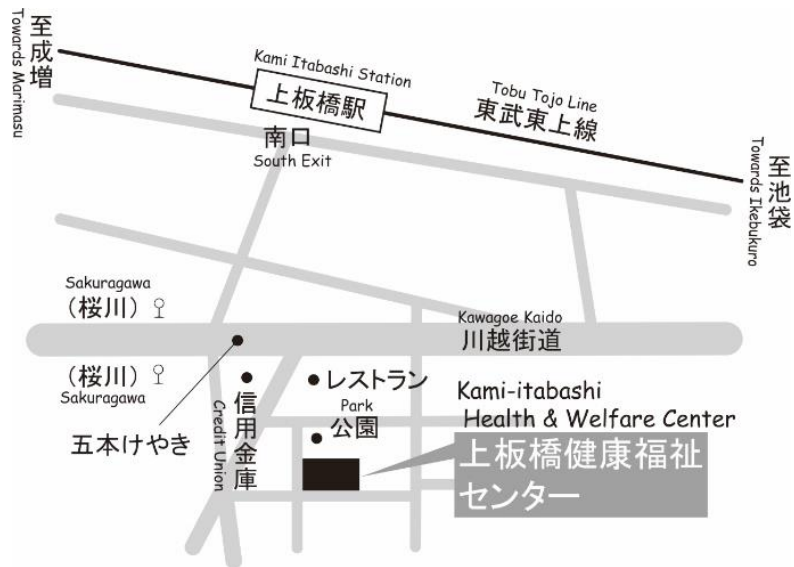 至成増
Towards Marimasu
Kami Itabashi Station
上板橋駅
Tobu Tojo Line
東武東上線
南口
South Exit
至池袋
Towards Ikebukuro
Sakuragawa
(桜川)
Kawagoe Kaido
川越街道
(桜川)
Sakuragawa
五本けやき
信用金庫
Credit Union
レストラン
Park
公園
Kami-itabashi
Health & Welfare Center
上板橋健康福祉
センター